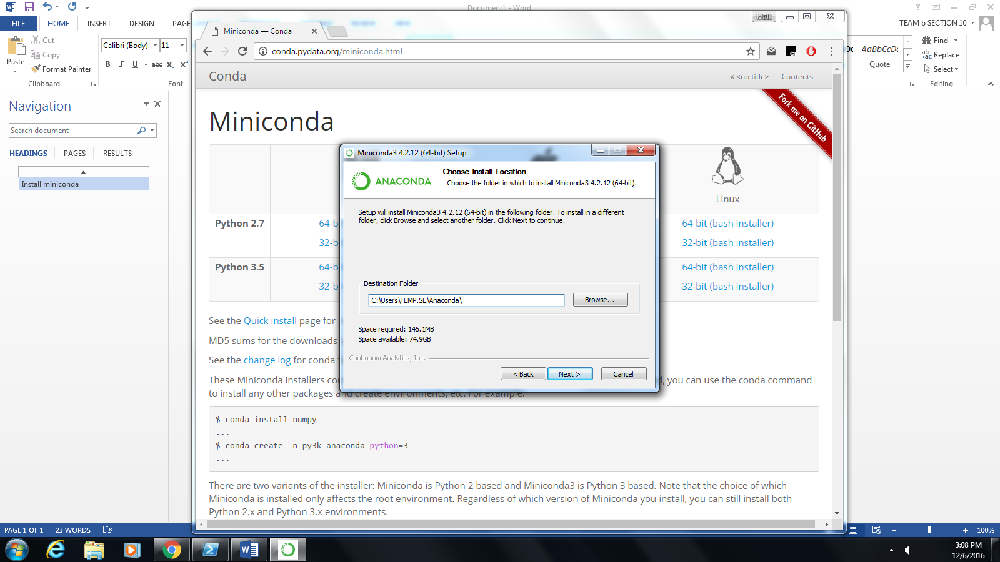 Document1 - Word
FILE HOME INSERT DESIGN PAGE
TEAM b SECTION 10
Cut
Copy
Format Painter
Paste
Clipboard
Calibri (Body) 11
B I U abc x₂ x²
Font
AaBbCcDc
Quote
Find
Replace
Select
Editing
Navigation
Search document
HEADINGS PAGES RESULTS
Install miniconda
Matt
Miniconda — Conda
conda.pydata.org/miniconda.html
Conda
« <no title> Contents
Fork me on GitHub
Miniconda
Linux
Python 2.7 64-b 64-bit (bash installer)
32-b 32-bit (bash installer)
Python 3.5 64-b 64-bit (bash installer)
32-b 32-bit (bash installer)
See the Quick install page for
MD5 sums for the downloads
See the change log for conda
These Miniconda installers you can use the conda command
to install any other packages and create environments, etc. For example:
$ conda install numpy
...
$ conda create -n py3k anaconda python=3
...
There are two variants of the installer: Miniconda is Python 2 based and Miniconda3 is Python 3 based. Note that the choice of which
Miniconda is installed only affects the root environment. Regardless of which version of Miniconda you install, you can still install both
Python 2.x and Python 3.x environments.
Miniconda3 4.2.12 (64-bit) Setup
ANACONDA
Choose Install Location
Choose the folder in which to install Miniconda3 4.2.12 (64-bit).
Setup will install Miniconda3 4.2.12 (64-bit) in the following folder. To install in a different
folder, click Browse and select another folder. Click Next to continue.
Destination Folder
C:\Users\TEMP.SE\Anaconda\
Browse...
Space required: 145.1MB
Space available: 74.9GB
Continuum Analytics, Inc.
< Back Next > Cancel
PAGE 1 OF 1 23 WORDS
100%
3:08 PM
12/6/2016